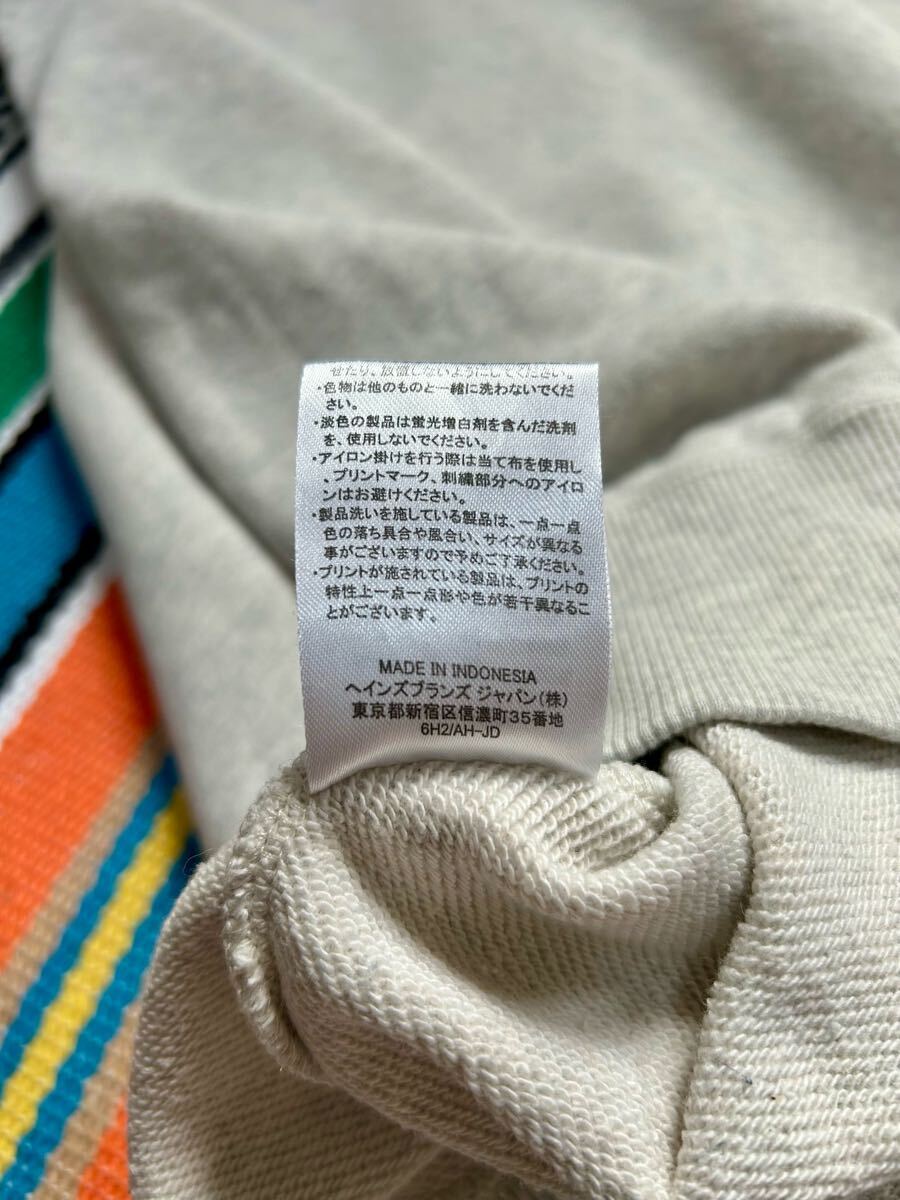 せたり、放置しないようにしてください。
・色物は他のものと一緒に洗わないでくだ
さい。
・淡色の製品は蛍光増白剤を含んだ洗剤
を、使用しないでください。
・アイロン掛けを行う際は当て布を使用し
、プリントマーク、刺繍部分へのアイロ
ンはお避けください。
・製品洗いを施している製品は、一点一点
色の落ち具合や風合い、サイズが異なる
事がございますので予めご了承ください。
・プリントが施されている製品は、プリントの
特性上一点一点形や色が若干異なるこ
とがございます。
MADE IN INDONESIA
ヘインズブランズ ジャパン(株)
東京都新宿区信濃町35番地
6H2/AH-JD